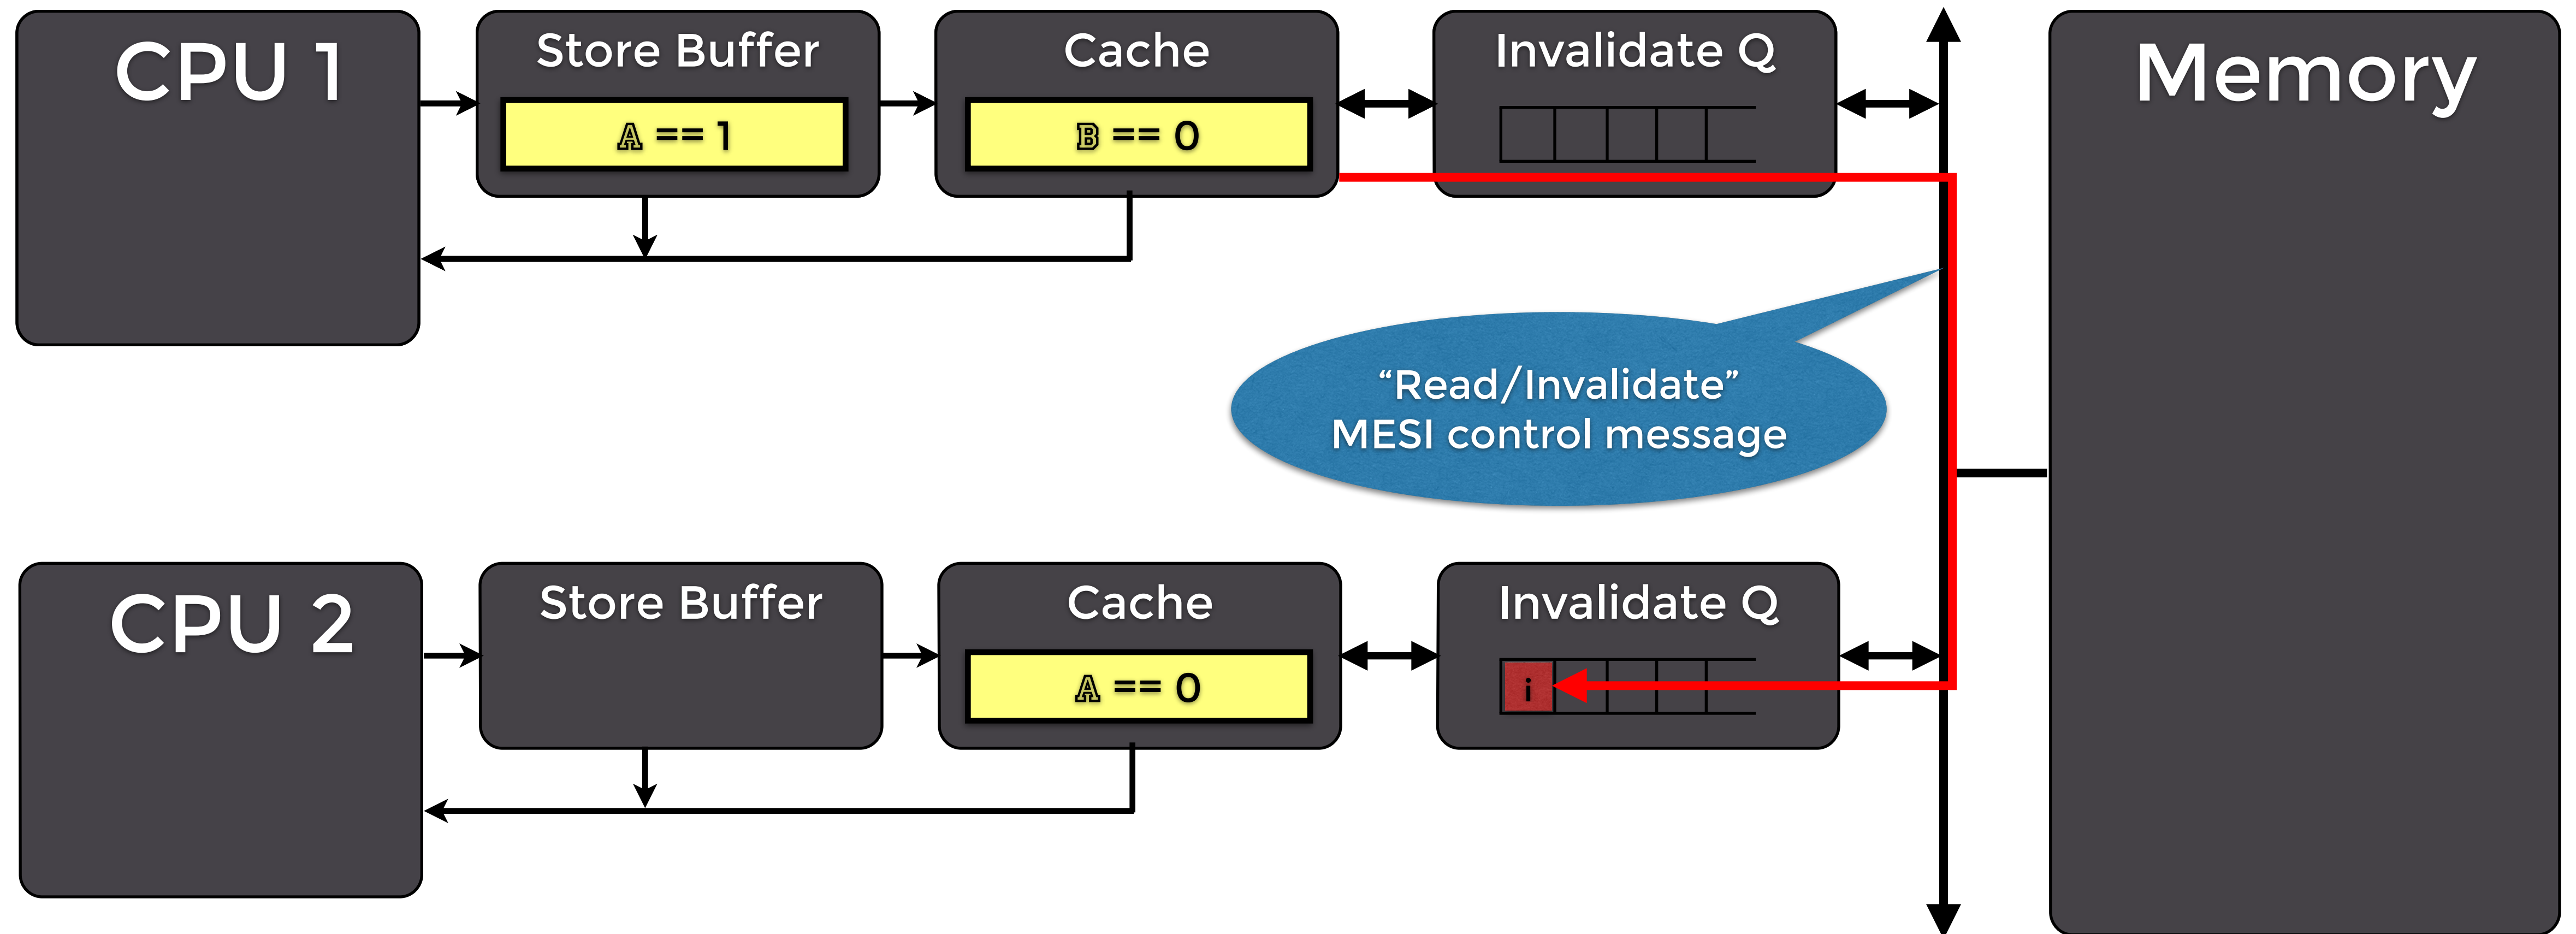 CPU 1
Store Buffer
A == 1
Cache
B == 0
Invalidate Q
Memory
“Read/Invalidate”
MESI control message
CPU 2
Store Buffer
Cache
A == 0
Invalidate Q
i